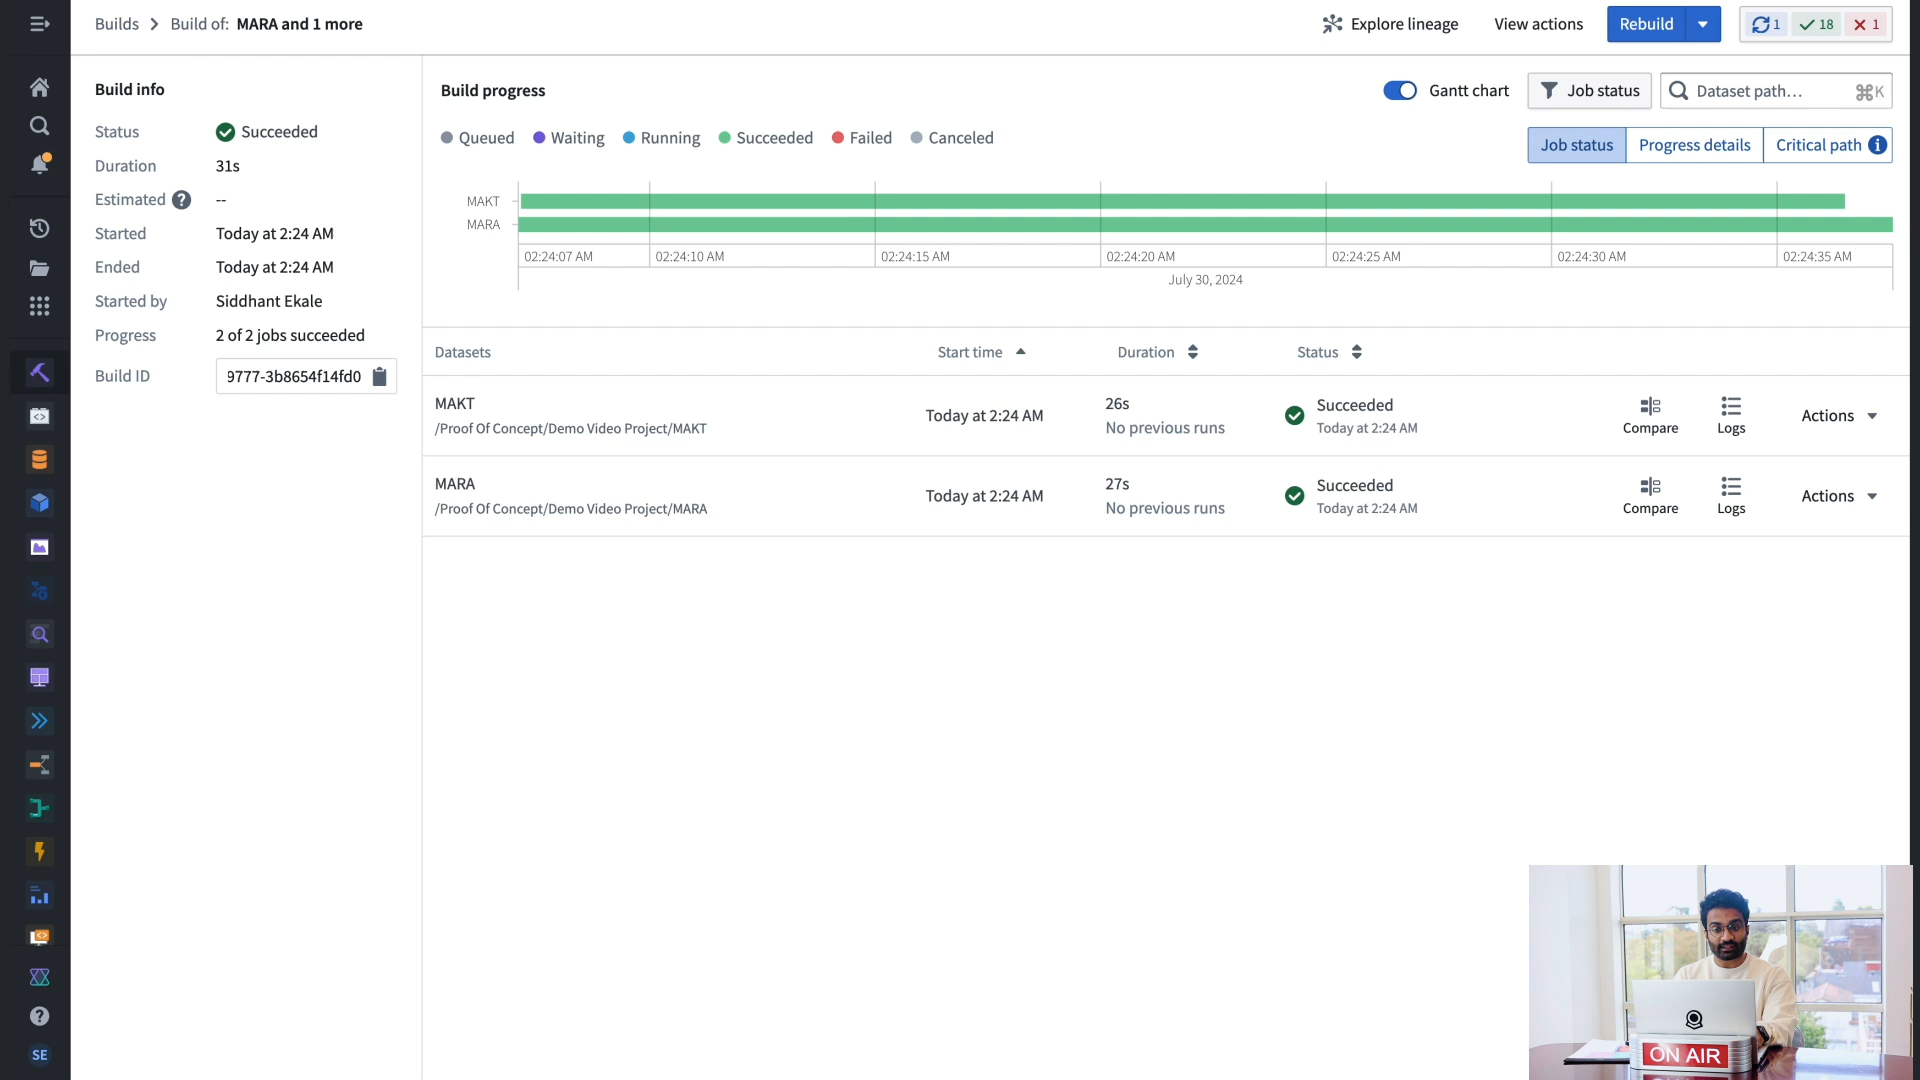 Builds > Build of: MARA and 1 more
Explore lineage
View actions
Rebuild
1
18
1
Build info
Status Succeeded
Duration 31s
Estimated ? --
Started Today at 2:24 AM
Ended Today at 2:24 AM
Started by Siddhant Ekale
Progress 2 of 2 jobs succeeded
Build ID 9777-3b8654f14fd0
Build progress
Gantt chart
Job status
Dataset path... ⌘K
Queued Waiting Running Succeeded Failed Canceled
Job status Progress details Critical path i
MAKT
MARA
02:24:07 AM 02:24:10 AM 02:24:15 AM 02:24:20 AM 02:24:25 AM 02:24:30 AM 02:24:35 AM
July 30, 2024
Datasets Start time Duration Status
MAKT
/Proof Of Concept/Demo Video Project/MAKT
Today at 2:24 AM
26s
No previous runs
Succeeded
Today at 2:24 AM
Compare
Logs
Actions
MARA
/Proof Of Concept/Demo Video Project/MARA
Today at 2:24 AM
27s
No previous runs
Succeeded
Today at 2:24 AM
Compare
Logs
Actions
?
SE
ON AIR